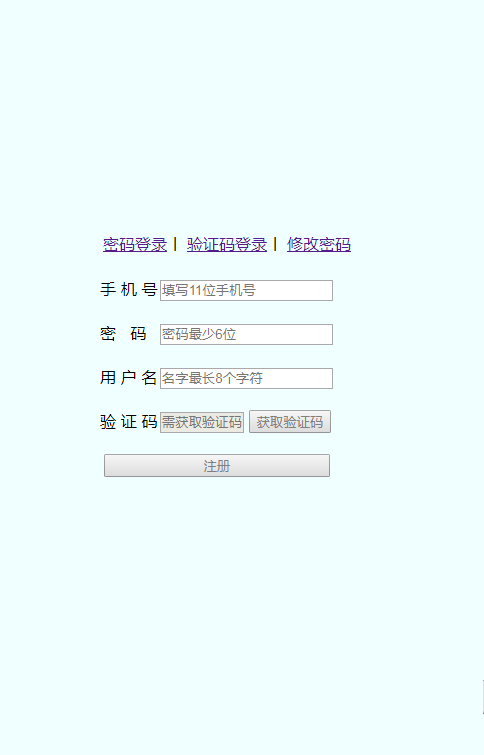 密码登录 | 验证码登录 | 修改密码
手 机 号 填写11位手机号
密 码 密码最少6位
用 户 名 名字最长8个字符
验 证 码 需获取验证码 获取验证码
注册